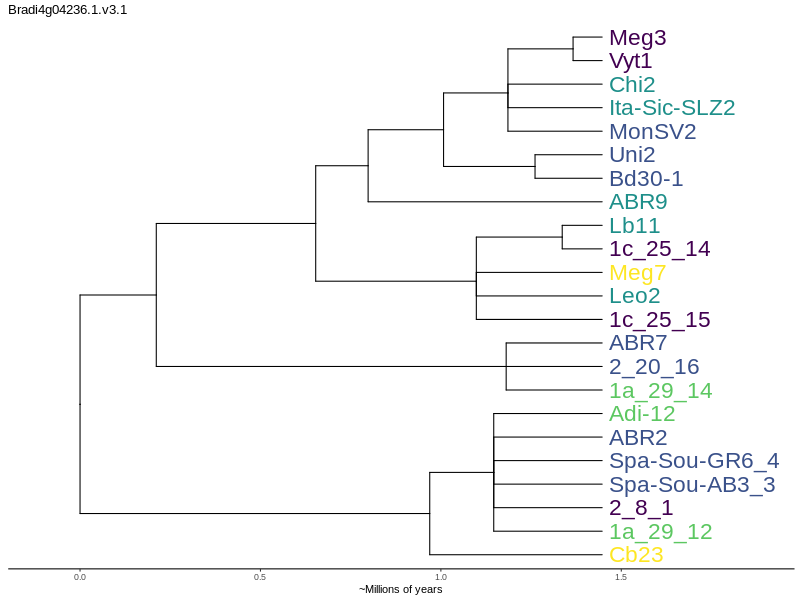 Bradi4g04236.1.v3.1
Meg3
Vyt1
Chi2
Ita-Sic-SLZ2
MonSV2
Uni2
Bd30-1
ABR9
Lb11
1c_25_14
Meg7
Leo2
1c_25_15
ABR7
2_20_16
1a_29_14
Adi-12
ABR2
Spa-Sou-GR6_4
Spa-Sou-AB3_3
2_8_1
1a_29_12
Cb23
0.0 0.5 1.0 1.5
~Millions of years